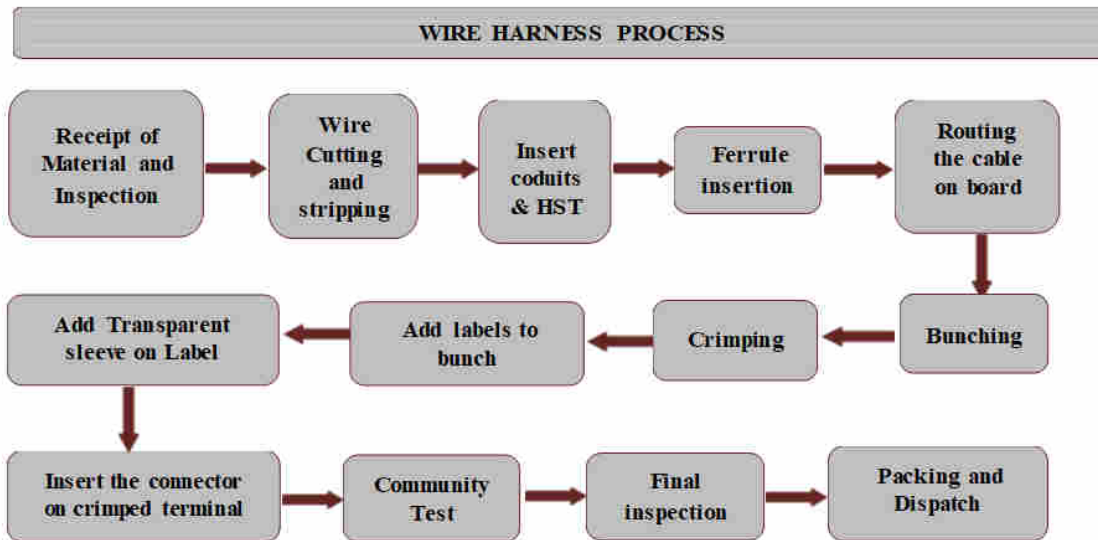 WIRE HARNESS PROCESS
Receipt of
Material and
Inspection
Wire
Cutting
and
stripping
Insert
coduits
& HST
Ferrule
insertion
Routing
the cable
on board
Bunching
Crimping
Add labels to
bunch
Add Transparent
sleeve on Label
Insert the connector
on crimped terminal
Community
Test
Final
inspection
Packing and
Dispatch